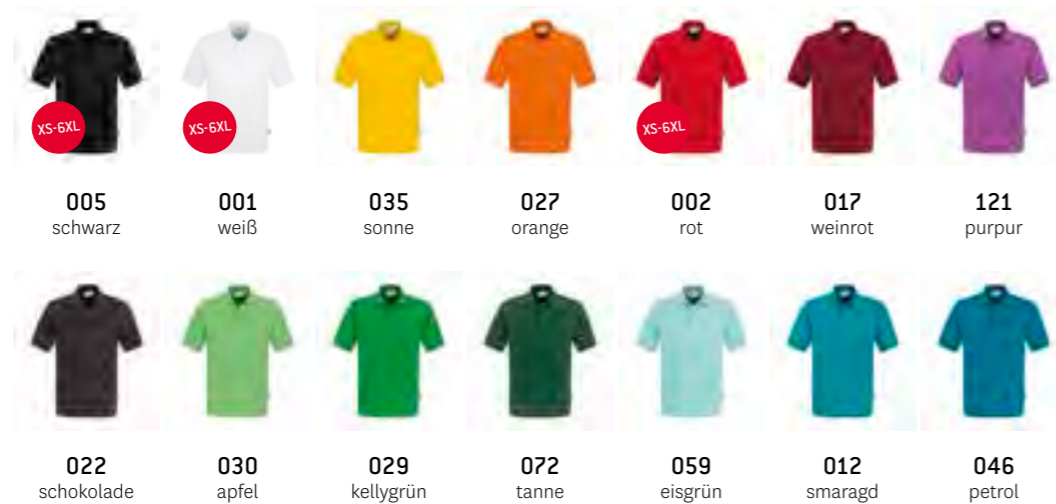 XS-6XL XS-6XL XS-6XL
005 001 035 027 002 017 121
schwarz weiß sonne orange rot weinrot purpur
022 030 029 072 059 012 046
schokolade apfel kellygrün tanne eisgrün smaragd petrol